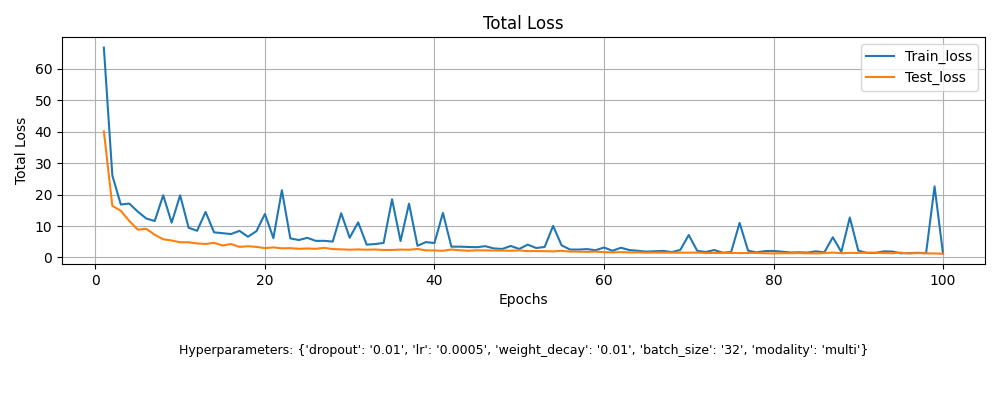 Total Loss
Train_loss
Test_loss
Total Loss
60
50
40
30
20
10
0
0 20 40 60 80 100
Epochs
Hyperparameters: {'dropout': '0.01', 'lr': '0.0005', 'weight_decay': '0.01', 'batch_size': '32', 'modality': 'multi'}